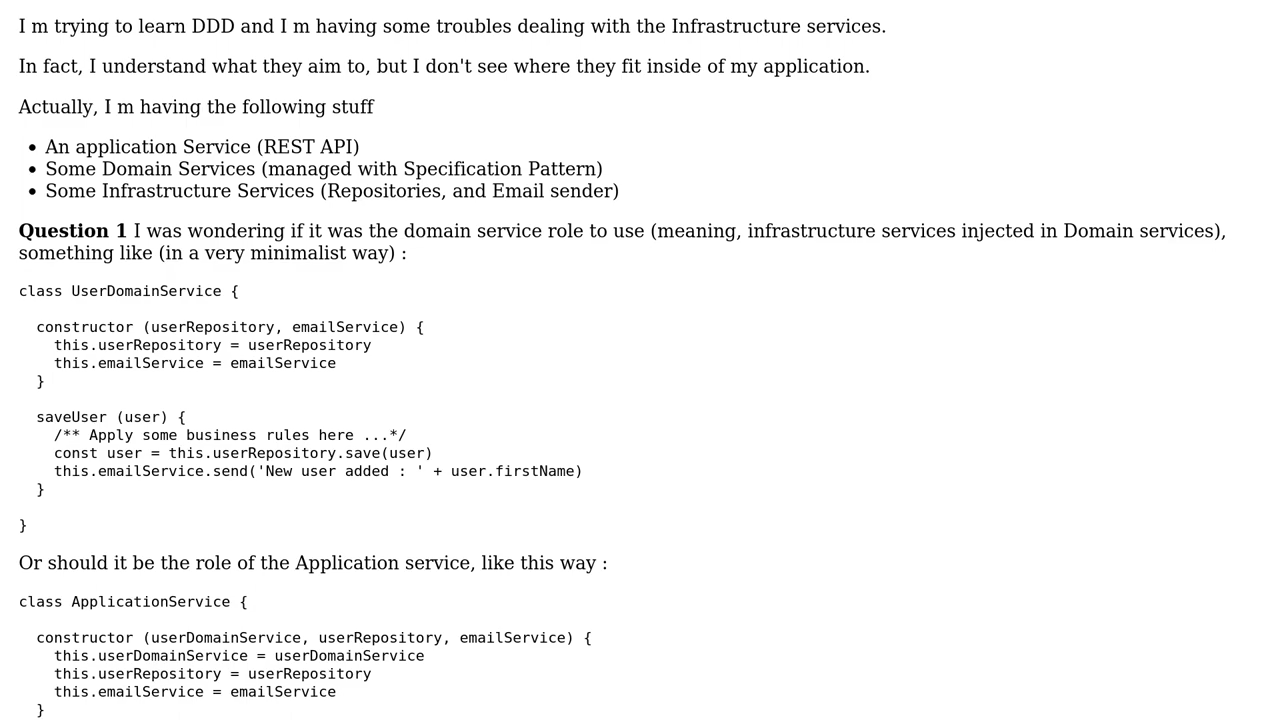 I m trying to learn DDD and I m having some troubles dealing with the Infrastructure services.
In fact, I understand what they aim to, but I don't see where they fit inside of my application.
Actually, I m having the following stuff
• An application Service (REST API)
• Some Domain Services (managed with Specification Pattern)
• Some Infrastructure Services (Repositories, and Email sender)
Question 1 I was wondering if it was the domain service role to use (meaning, infrastructure services injected in Domain services),
something like (in a very minimalist way) :
class UserDomainService {
  constructor (userRepository, emailService) {
    this.userRepository = userRepository
    this.emailService = emailService
  }
  saveUser (user) {
    /** Apply some business rules here ...*/
    const user = this.userRepository.save(user)
    this.emailService.send('New user added : ' + user.firstName)
  }
}
Or should it be the role of the Application service, like this way :
class ApplicationService {
  constructor (userDomainService, userRepository, emailService) {
    this.userDomainService = userDomainService
    this.userRepository = userRepository
    this.emailService = emailService
  }